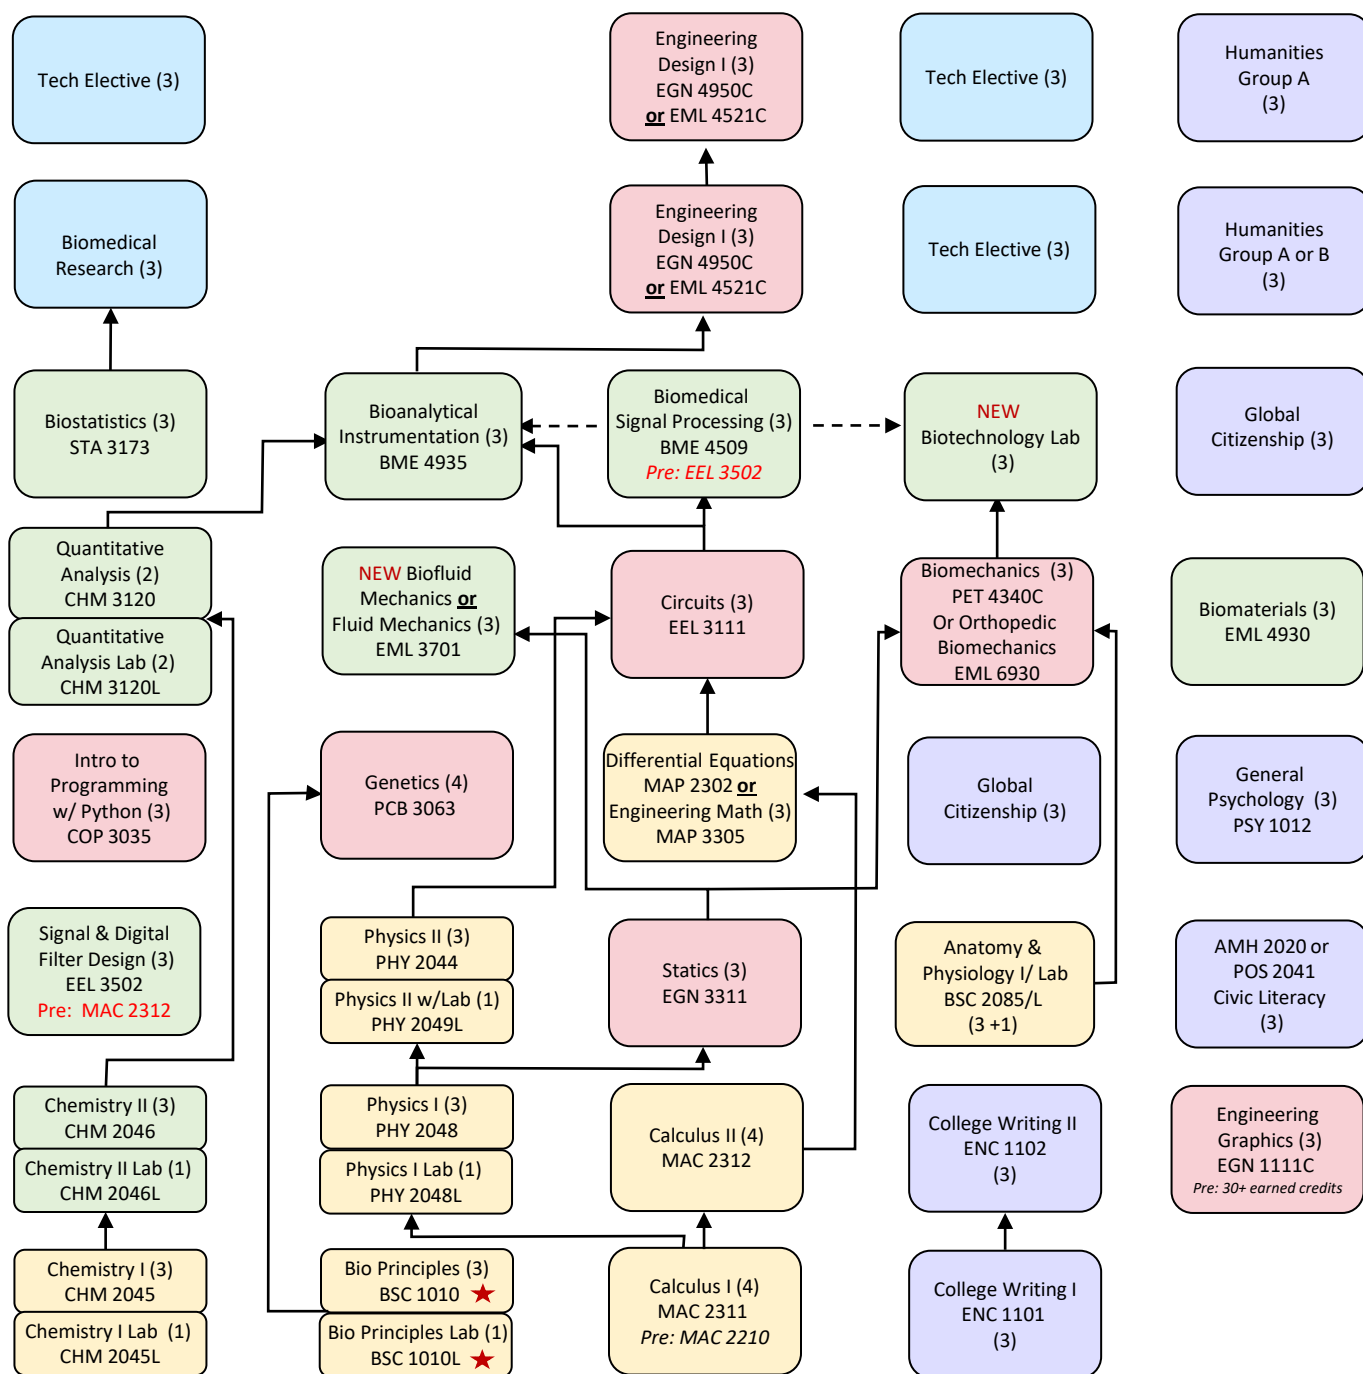 Tech Elective (3)
Engineering
Design I (3)
EGN 4950C
or EML 4521C
Tech Elective (3)
Humanities
Group A
(3)
Biomedical
Research (3)
Engineering
Design I (3)
EGN 4950C
or EML 4521C
Tech Elective (3)
Humanities
Group A or B
(3)
Biostatistics (3)
STA 3173
Bioanalytical
Instrumentation (3)
BME 4935
Biomedical
Signal Processing (3)
BME 4509
Pre: EEL 3502
NEW
Biotechnology Lab
(3)
Global
Citizenship (3)
Quantitative
Analysis (2)
CHM 3120
Quantitative
Analysis Lab (2)
CHM 3120L
NEW Biofluid
Mechanics or
Fluid Mechanics (3)
EML 3701
Circuits (3)
EEL 3111
Biomechanics (3)
PET 4340C
Or Orthopedic
Biomechanics
EML 6930
Biomaterials (3)
EML 4930
Intro to
Programming
w/ Python (3)
COP 3035
Genetics (4)
PCB 3063
Differential Equations
MAP 2302 or
Engineering Math (3)
MAP 3305
Global
Citizenship (3)
General
Psychology (3)
PSY 1012
Signal & Digital
Filter Design (3)
EEL 3502
Pre: MAC 2312
Physics II (3)
PHY 2044
Physics II w/Lab (1)
PHY 2049L
Statics (3)
EGN 3311
Anatomy &
Physiology I/ Lab
BSC 2085/L
(3 +1)
AMH 2020 or
POS 2041
Civic Literacy
(3)
Chemistry II (3)
CHM 2046
Chemistry II Lab (1)
CHM 2046L
Physics I (3)
PHY 2048
Physics I Lab (1)
PHY 2048L
Calculus II (4)
MAC 2312
College Writing II
ENC 1102
(3)
Engineering
Graphics (3)
EGN 1111C
Pre: 30+ earned credits
Chemistry I (3)
CHM 2045
Chemistry I Lab (1)
CHM 2045L
Bio Principles (3)
BSC 1010
Bio Principles Lab (1)
BSC 1010L
Calculus I (4)
MAC 2311
Pre: MAC 2210
College Writing I
ENC 1101
(3)